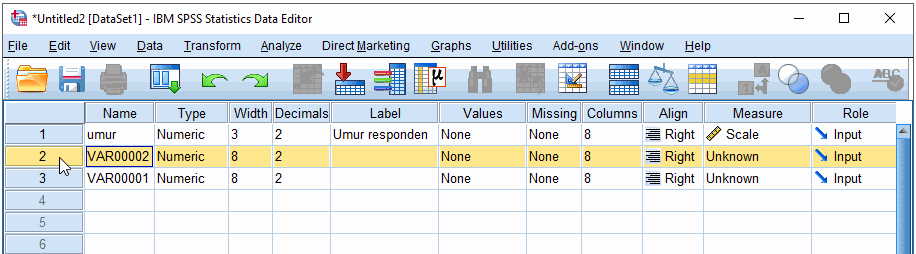 *Untitled2 [DataSet1] - IBM SPSS Statistics Data Editor
File Edit View Data Transform Analyze Direct Marketing Graphs Utilities Add-ons Window Help
μ 1 A ABC
Name Type Width Decimals Label Values Missing Columns Align Measure Role
1 umur Numeric 3 2 Umur responden None None 8 Right Scale Input
2 VAR00002 Numeric 8 2 None None 8 Right Unknown Input
3 VAR00001 Numeric 8 2 None None 8 Right Unknown Input
4
5
6